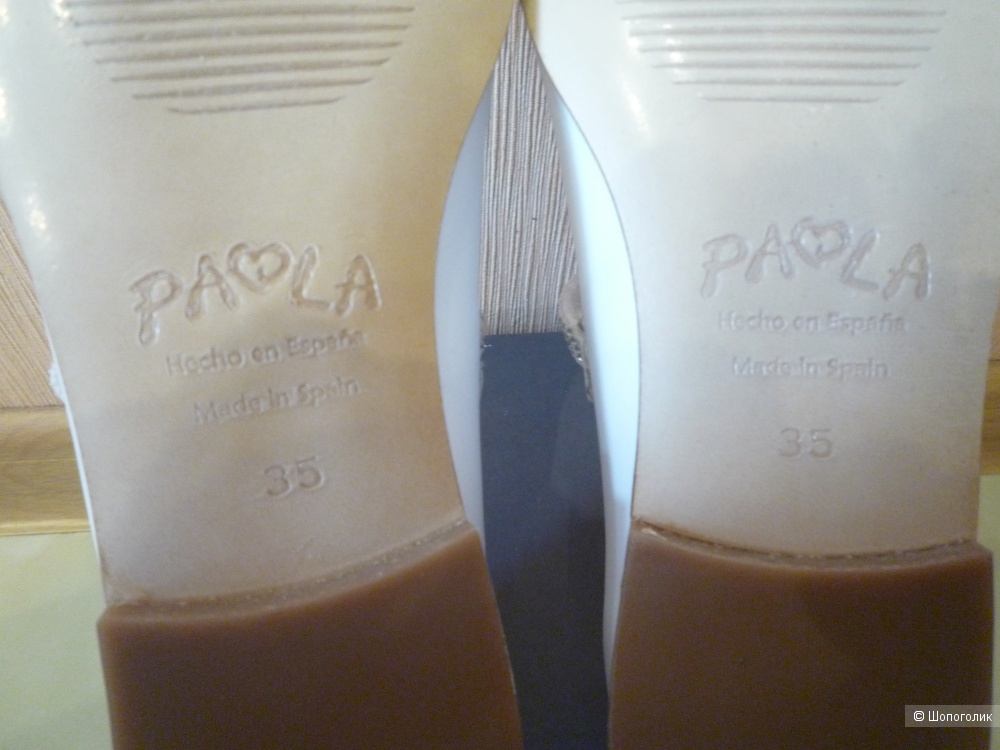 PAOLA
Hecho en España
Made in Spain
35
PAOLA
Hecho en España
Made in Spain
35
© Шопоголик